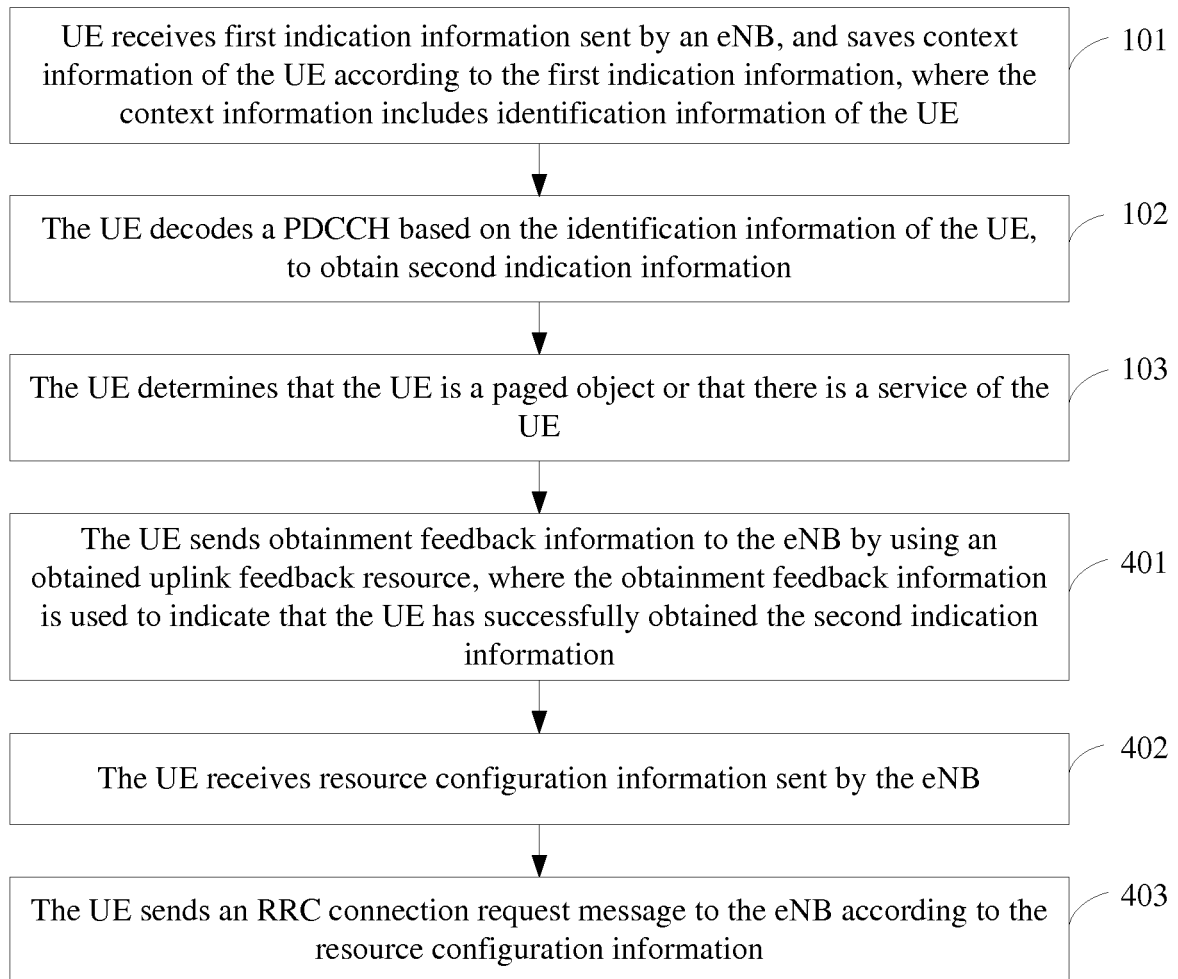 UE receives first indication information sent by an eNB, and saves context
information of the UE according to the first indication information, where the
context information includes identification information of the UE
101
The UE decodes a PDCCH based on the identification information of the UE,
to obtain second indication information
102
The UE determines that the UE is a paged object or that there is a service of the
UE
103
The UE sends obtainment feedback information to the eNB by using an
obtained uplink feedback resource, where the obtainment feedback information
is used to indicate that the UE has successfully obtained the second indication
information
401
The UE receives resource configuration information sent by the eNB
402
The UE sends an RRC connection request message to the eNB according to the
resource configuration information
403